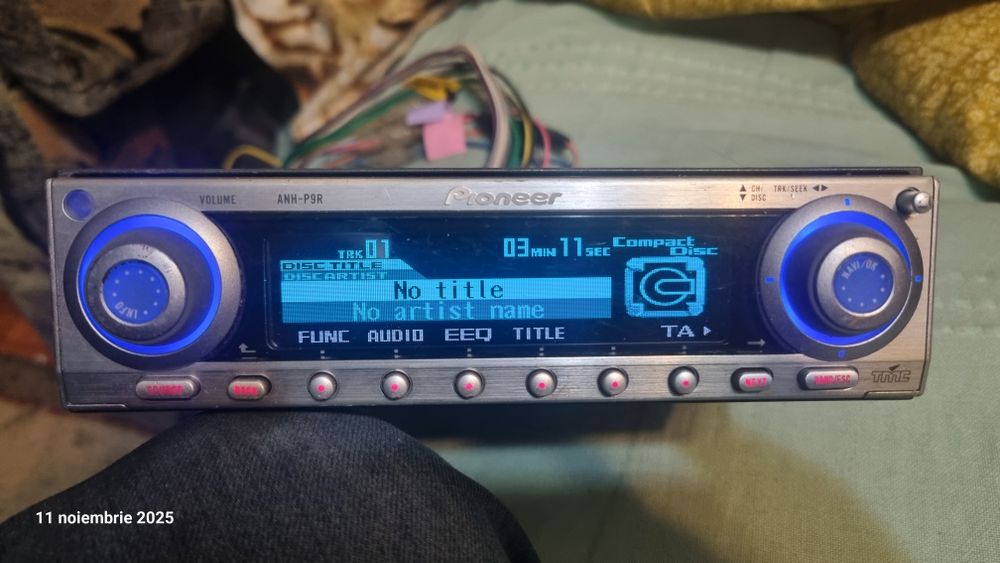 VOLUME ANH-P9R Pioneer ▲ CH/ TRK/SEEK ◀▶
▼ DISC
TRK 01 03 MIN 11 SEC Compact Disc
DISC TITLE
DISC ARTIST
No title
No artist name
FUNC AUDIO EEQ TITLE TA ▶
INFO
NAVI/OK
SOURCE NEXT BAND/ESC TMC
11 noiembrie 2025